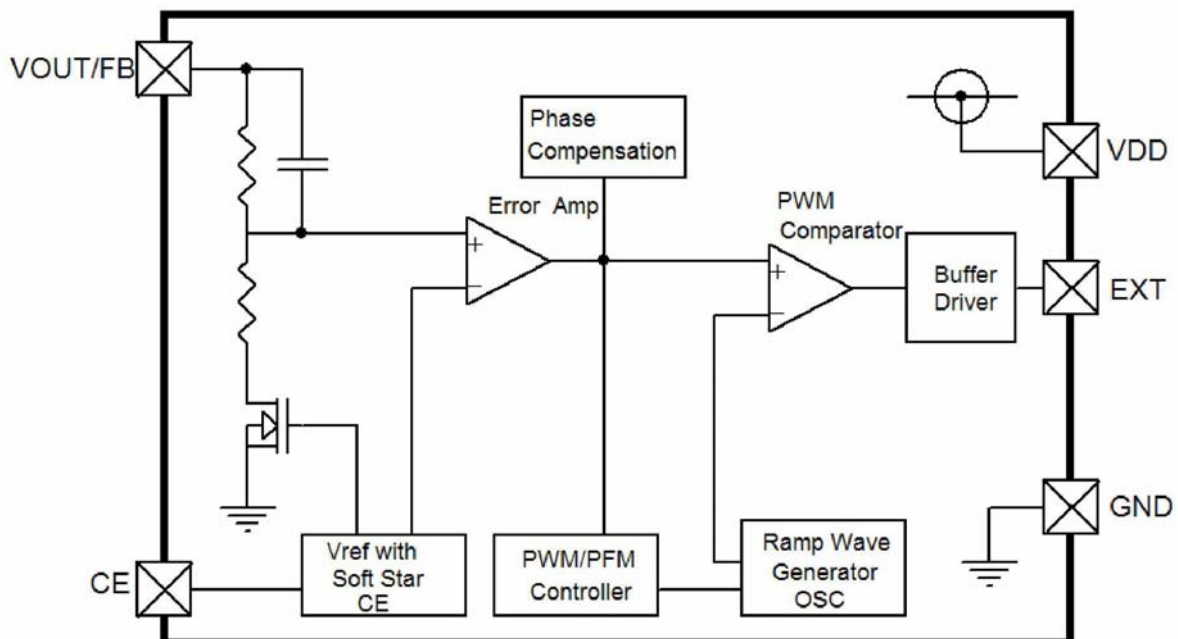 VOUT/FB
Phase
Compensation
VDD
Error Amp
+
−
PWM
Comparator
+
−
Buffer
Driver
EXT
GND
CE
Vref with
Soft Star
CE
PWM/PFM
Controller
Ramp Wave
Generator
OSC